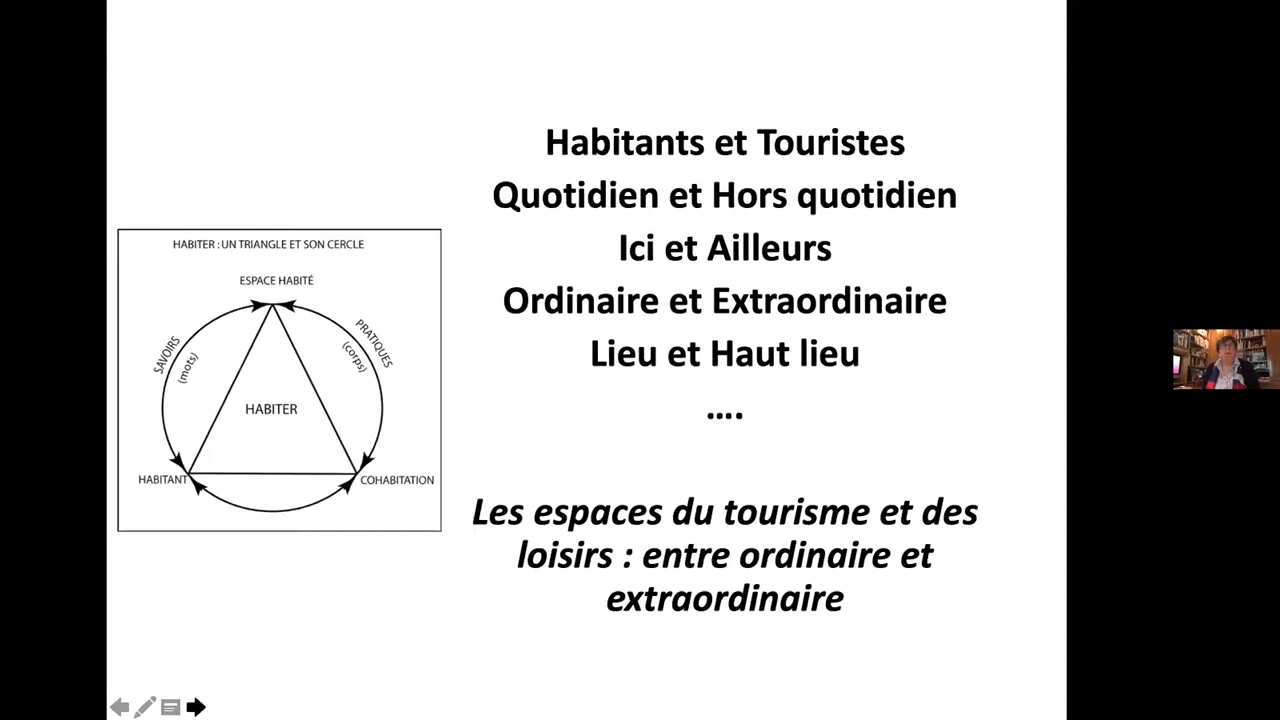 HABITER : UN TRIANGLE ET SON CERCLE
ESPACE HABITÉ
SAVOIRS
(mots)
PRATIQUES
(corps)
HABITER
HABITANT
COHABITATION
Habitants et Touristes
Quotidien et Hors quotidien
Ici et Ailleurs
Ordinaire et Extraordinaire
Lieu et Haut lieu
....
Les espaces du tourisme et des
loisirs : entre ordinaire et
extraordinaire